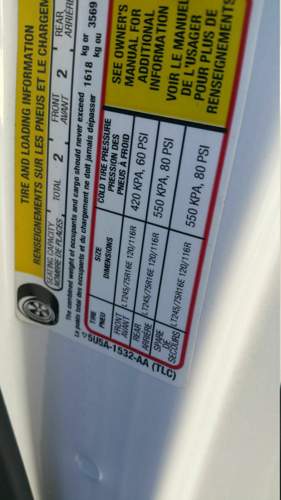 TIRE AND LOADING INFORMATION
RENSEIGNEMENTS SUR LES PNEUS ET LE CHARGEM
SEATING CAPACITY
NOMBRE DE PLACES
TOTAL 2
FRONT
AVANT 2
REAR
ARRIÈRE
The combined weight of occupants and cargo should never exceed
Le poids total des occupants et du chargement ne doit jamais dépasser
1618 kg or 3569
kg ou
TIRE
PNEU
SIZE
DIMENSIONS
COLD TIRE PRESSURE
PRESSION DES
PNEUS À FROID
FRONT
AVANT
LT245/75R16E 120/116R
420 KPA, 60 PSI
REAR
ARRIÈRE
LT245/75R16E 120/116R
550 KPA, 80 PSI
SPARE
DE
SECOURS
LT245/75R16E 120/116R
550 KPA, 80 PSI
SEE OWNER'S
MANUAL FOR
ADDITIONAL
INFORMATION
VOIR LE MANUEL
DE L'USAGER
POUR PLUS DE
RENSEIGNEMENTS
6U5A-1532-AA (TLC)